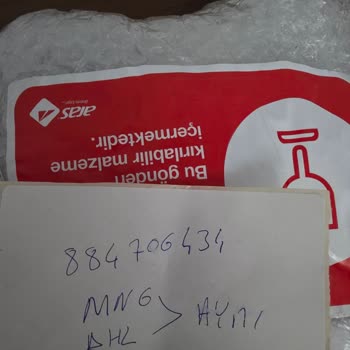 aras
Bu gönderi
kırılabilir malzeme
içermektedir.
884706434
MNG > AYNI
DHL